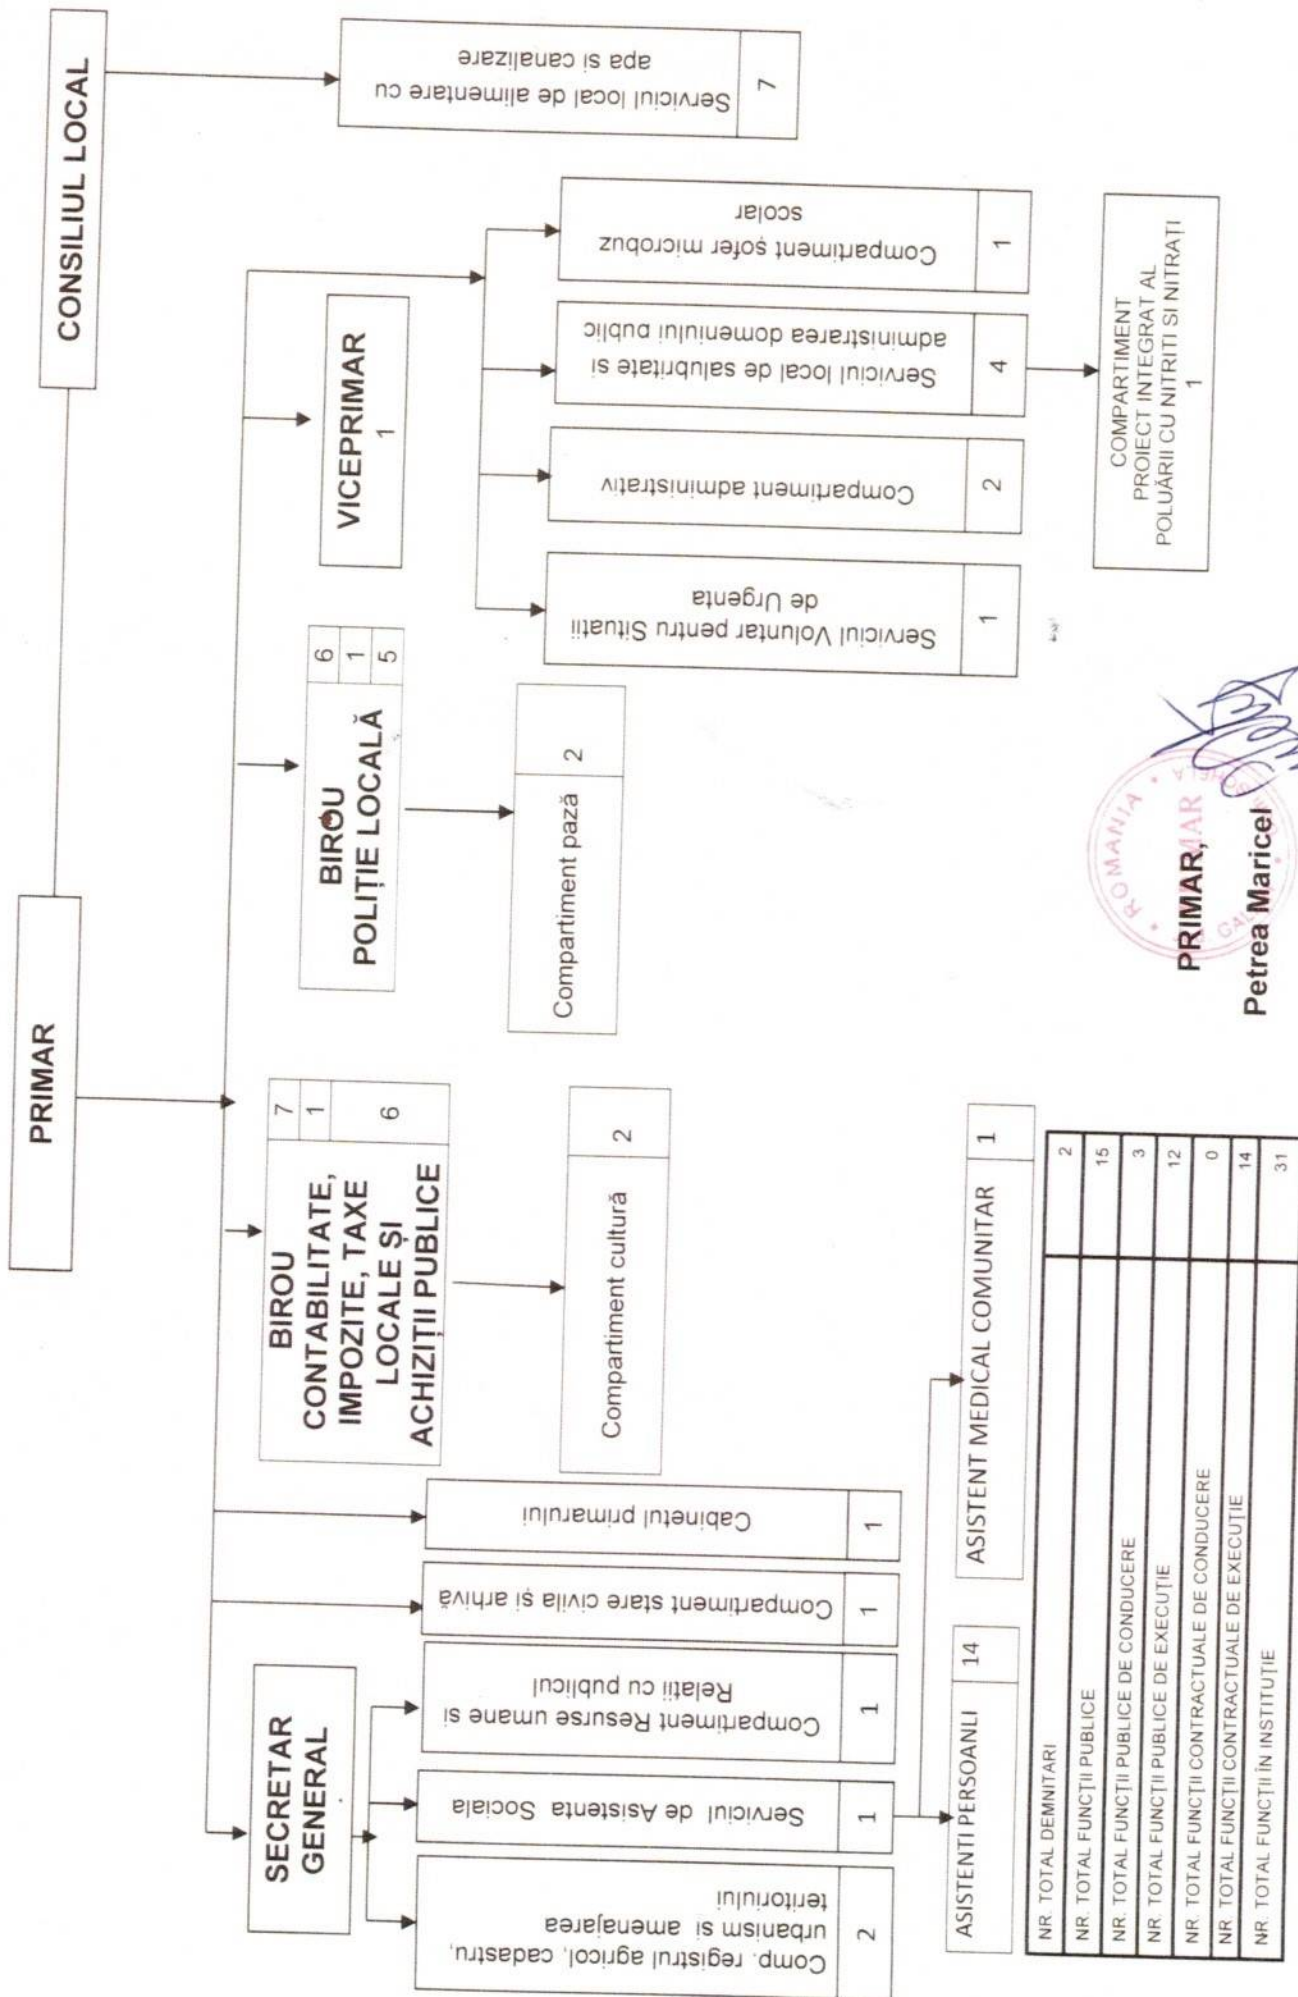 PRIMAR
CONSILIUL LOCAL
SECRETAR
GENERAL
BIROU
CONTABILITATE,
IMPOZITE, TAXE
LOCALE ȘI
ACHIZIȚII PUBLICE
7
1
6
BIROU
POLIȚIE LOCALĂ
6
1
5
VICEPRIMAR
1
Serviciul local de alimentare cu
apa si canalizare
7
Comp. registrul agricol, cadastru,
urbanism si amenajarea
teritoriului
2
Serviciul de Asistenta Sociala
1
Compartiment Resurse umane si
Relatii cu publicul
1
Compartiment stare civila și arhivă
1
Cabinetul primarului
1
Compartiment cultură
2
Compartiment pază
2
Serviciul Voluntar pentru Situatii
de Urgenta
1
Compartiment administrativ
2
Serviciul local de salubritate si
administrarea domeniului public
4
Compartiment șofer microbuz
scolar
1
ASISTENTI PERSOANLI
14
ASISTENT MEDICAL COMUNITAR
1
COMPARTIMENT
PROIECT INTEGRAT AL
POLUĂRII CU NITRITI SI NITRAȚI
1
NR. TOTAL DEMNITARI 2
NR. TOTAL FUNCȚII PUBLICE 15
NR. TOTAL FUNCȚII PUBLICE DE CONDUCERE 3
NR. TOTAL FUNCȚII PUBLICE DE EXECUȚIE 12
NR. TOTAL FUNCȚII CONTRACTUALE DE CONDUCERE 0
NR. TOTAL FUNCȚII CONTRACTUALE DE EXECUȚIE 14
NR. TOTAL FUNCȚII ÎN INSTITUȚIE 31
PRIMAR,
Petrea Maricel
ROMANIA